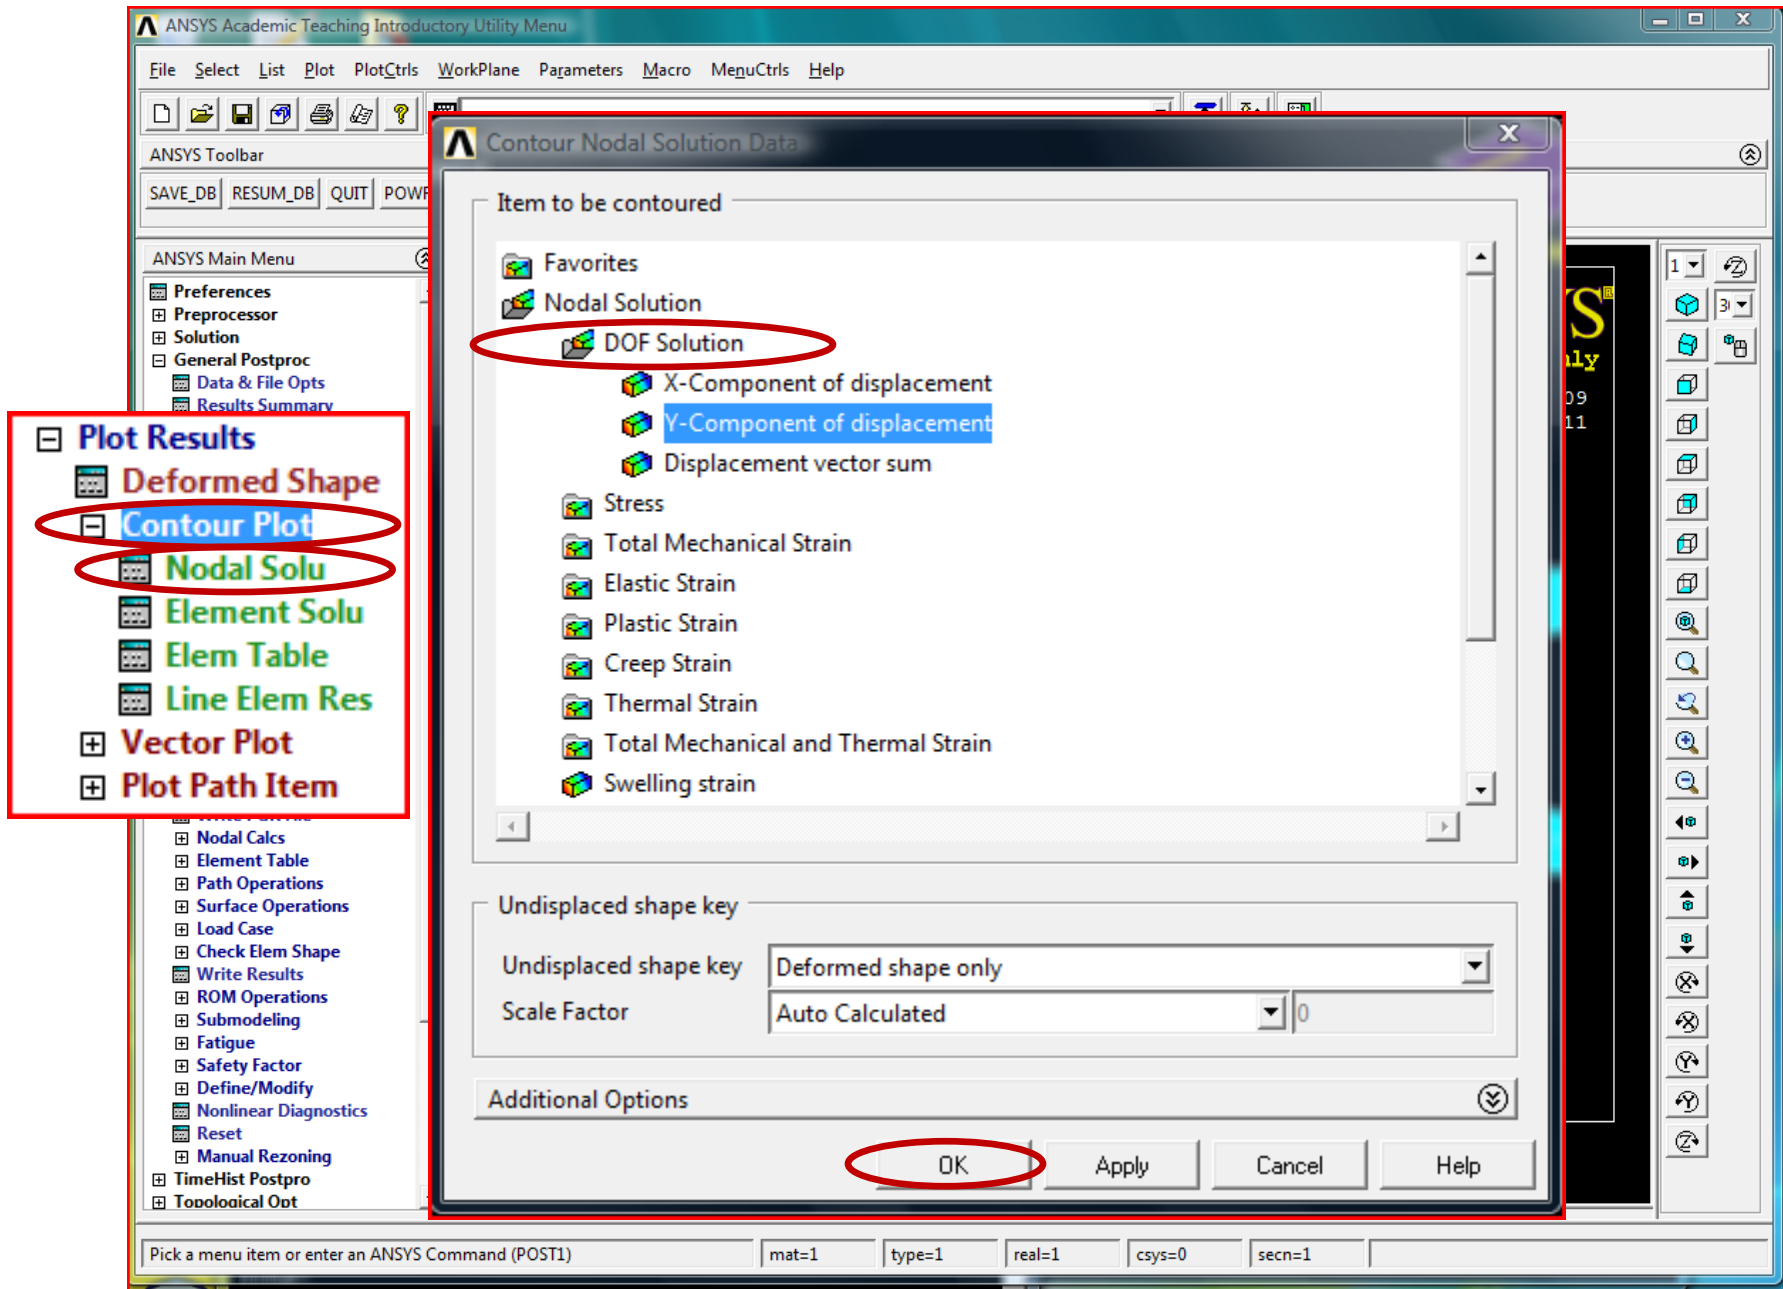 ANSYS Academic Teaching Introductory Utility Menu
File Select List Plot PlotCtrls WorkPlane Parameters Macro MenuCtrls Help
ANSYS Toolbar
SAVE_DB RESUM_DB QUIT
ANSYS Main Menu
Preferences
Preprocessor
Solution
General Postproc
Data & File Opts
Results Summary
Plot Results
Deformed Shape
Contour Plot
Nodal Solu
Element Solu
Elem Table
Line Elem Res
Vector Plot
Plot Path Item
Nodal Calcs
Element Table
Path Operations
Surface Operations
Load Case
Check Elem Shape
Write Results
ROM Operations
Submodeling
Fatigue
Safety Factor
Define/Modify
Nonlinear Diagnostics
Reset
Manual Rezoning
TimeHist Postpro
Topological Opt
Contour Nodal Solution Data
Item to be contoured
Favorites
Nodal Solution
DOF Solution
X-Component of displacement
Y-Component of displacement
Displacement vector sum
Stress
Total Mechanical Strain
Elastic Strain
Plastic Strain
Creep Strain
Thermal Strain
Total Mechanical and Thermal Strain
Swelling strain
Undisplaced shape key
Undisplaced shape key Deformed shape only
Scale Factor Auto Calculated 0
Additional Options
OK Apply Cancel Help
1
09
11
Pick a menu item or enter an ANSYS Command (POST1) mat=1 type=1 real=1 csys=0 secn=1